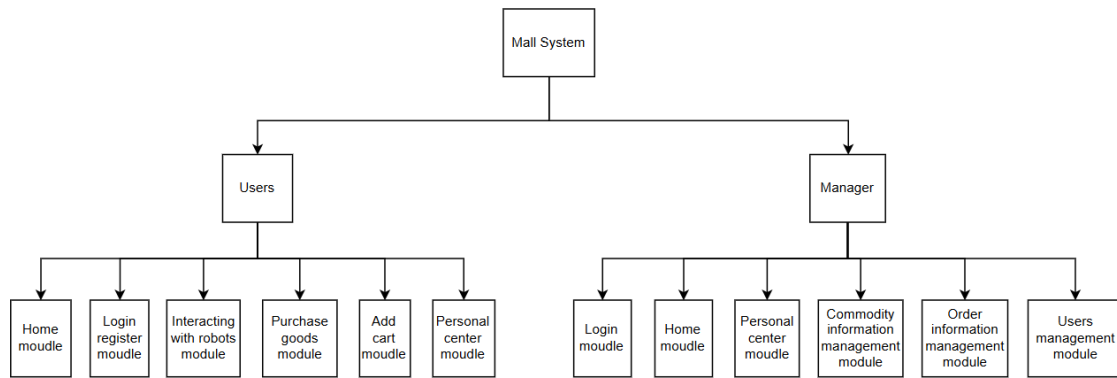 Mall System
Users
Manager
Home
moudle
Login
register
moudle
Interacting
with robots
module
Purchase
goods
module
Add
cart
moudle
Personal
center
moudle
Login
moudle
Home
moudle
Personal
center
moudle
Commodity
information
management
module
Order
information
management
module
Users
management
module